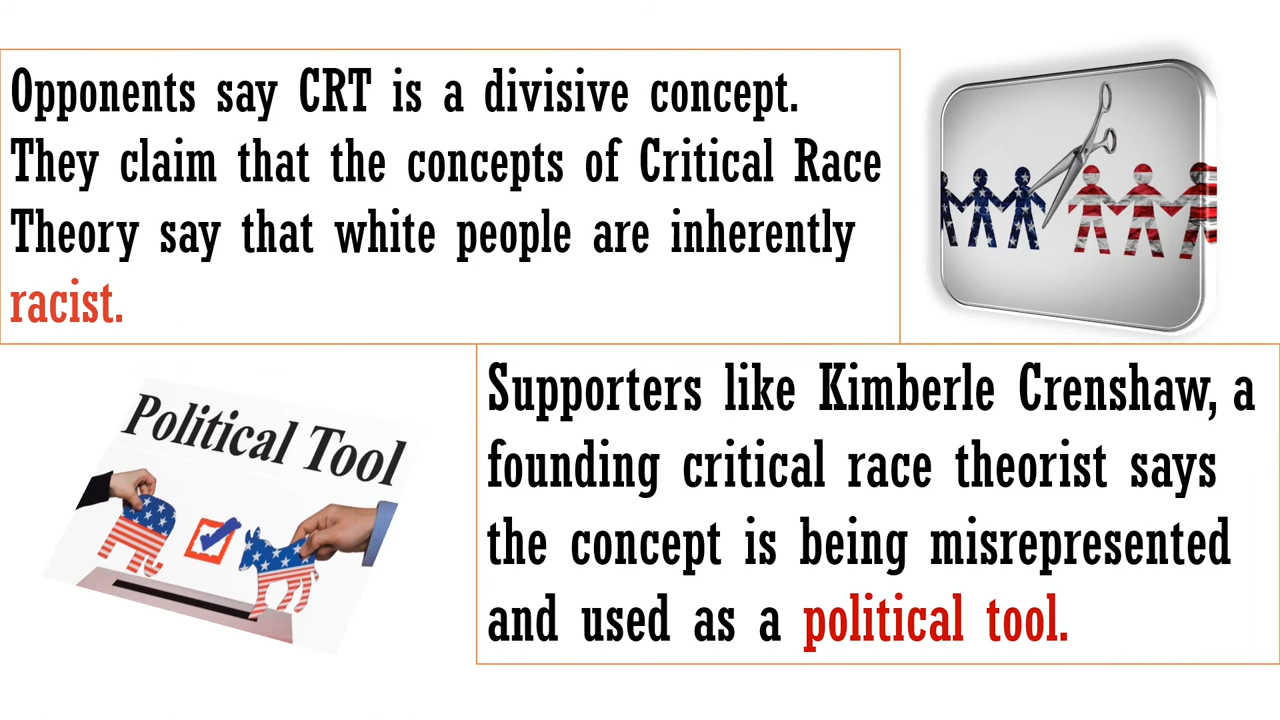 Opponents say CRT is a divisive concept.
They claim that the concepts of Critical Race
Theory say that white people are inherently
racist.
Political Tool
Supporters like Kimberle Crenshaw, a
founding critical race theorist says
the concept is being misrepresented
and used as a political tool.